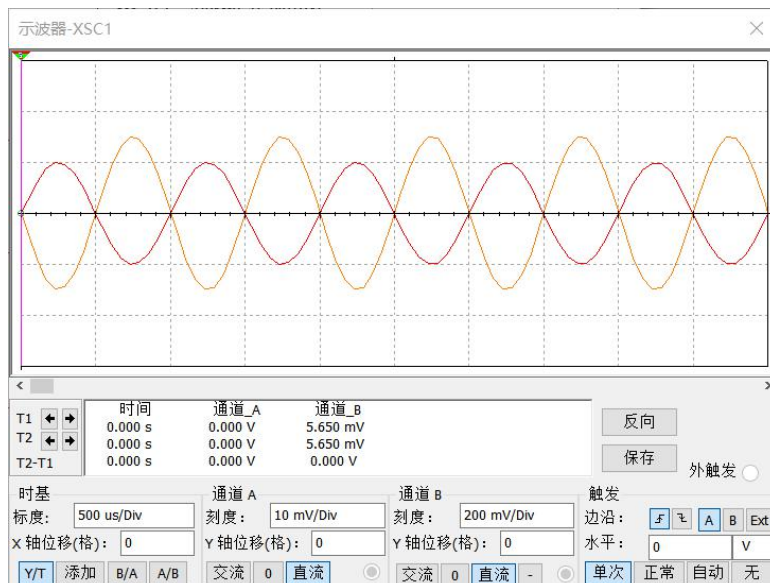 示波器-XSC1
时间 通道_A 通道_B
T1 0.000 s 0.000 V 5.650 mV
T2 0.000 s 0.000 V 5.650 mV
T2-T1 0.000 s 0.000 V 0.000 V
反向
保存
外触发
时基 通道 A 通道 B 触发
标度： 500 us/Div 刻度： 10 mV/Div 刻度： 200 mV/Div 边沿： A B Ext
X 轴位移(格)： 0 Y 轴位移(格)： 0 Y 轴位移(格)： 0 水平： 0 V
Y/T 添加 B/A A/B 交流 0 直流 交流 0 直流 - 单次 正常 自动 无